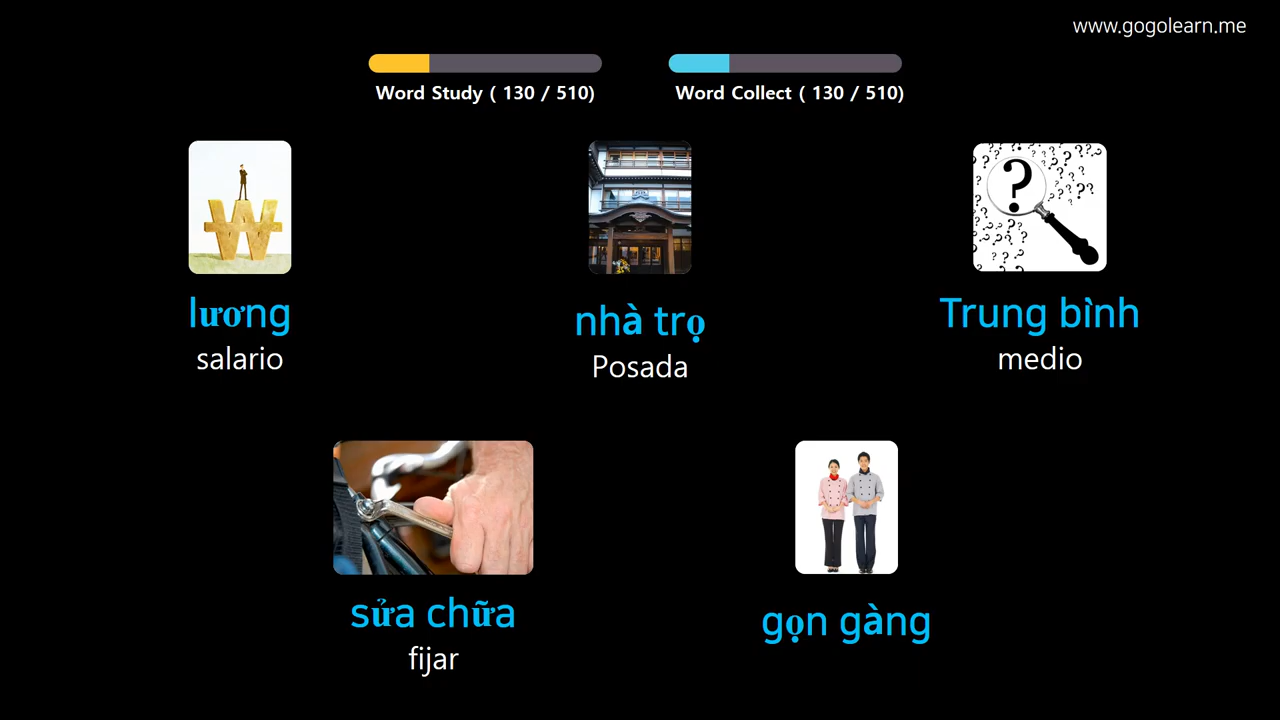 www.gogolearn.me
Word Study ( 130 / 510)
Word Collect ( 130 / 510)
lương
salario
nhà trọ
Posada
Trung bình
medio
sửa chữa
fijar
gọn gàng